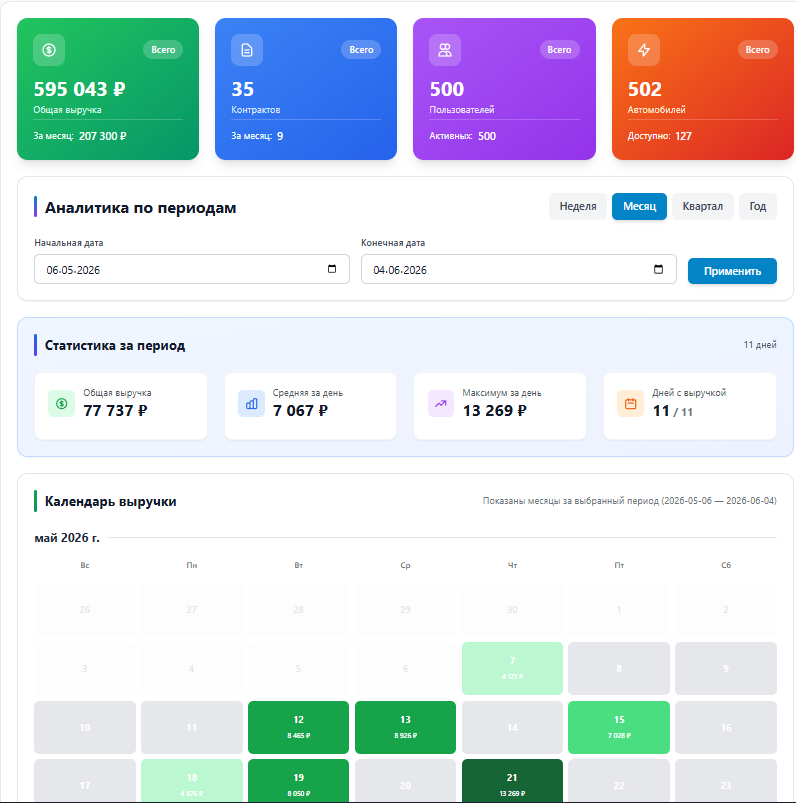 Всего Всего Всего Всего
595 043 ₽ 35 500 502
Общая выручка Контрактов Пользователей Автомобилей
За месяц: 207 300 ₽ За месяц: 9 Активных: 500 Доступно: 127
Аналитика по периодам Неделя Месяц Квартал Год
Начальная дата Конечная дата
06.05.2026 04.06.2026 Применить
Статистика за период 11 дней
Общая выручка Средняя за день Максимум за день Дней с выручкой
77 737 ₽ 7 067 ₽ 13 269 ₽ 11 / 11
Календарь выручки Показаны месяцы за выбранный период (2026-05-06 — 2026-06-04)
май 2026 г.
Вс Пн Вт Ср Чт Пт Сб
26 27 28 29 30 1 2
3 4 5 6 7 8 9
4 127 ₽
10 11 12 13 14 15 16
8 465 ₽ 8 926 ₽ 7 028 ₽
17 18 19 20 21 22 23
8 050 ₽ 13 269 ₽